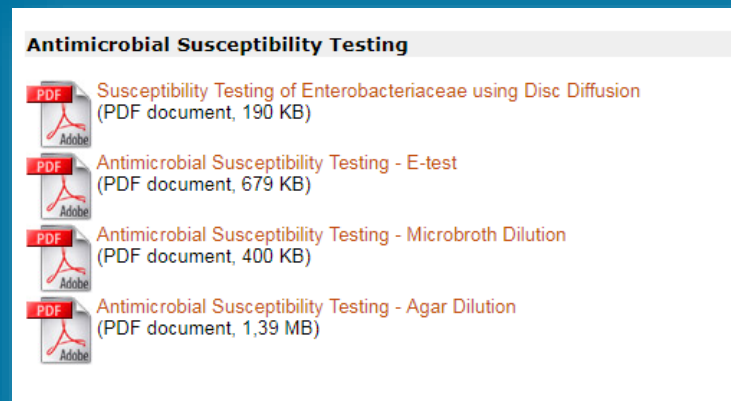 Antimicrobial Susceptibility Testing
PDF
Adobe
Susceptibility Testing of Enterobacteriaceae using Disc Diffusion
(PDF document, 190 KB)
PDF
Adobe
Antimicrobial Susceptibility Testing - E-test
(PDF document, 679 KB)
PDF
Adobe
Antimicrobial Susceptibility Testing - Microbroth Dilution
(PDF document, 400 KB)
PDF
Adobe
Antimicrobial Susceptibility Testing - Agar Dilution
(PDF document, 1,39 MB)